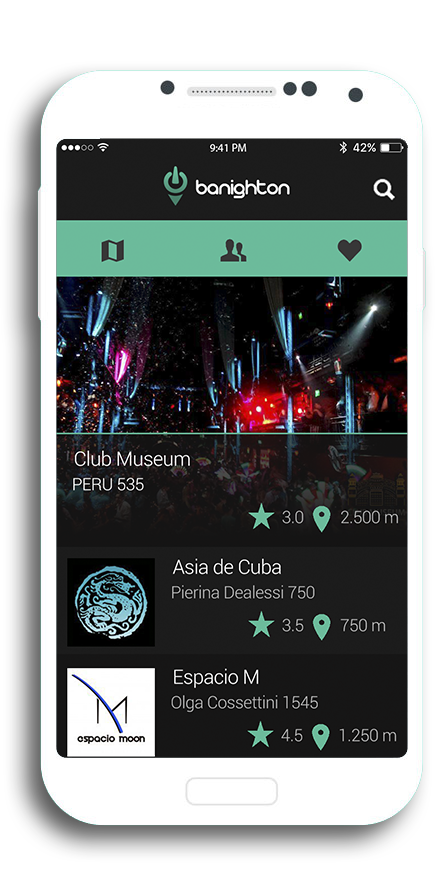 9:41 PM
42%
banighton
Club Museum
PERU 535
3.0
2.500 m
Asia de Cuba
Pierina Dealessi 750
3.5
750 m
Espacio M
Olga Cossettini 1545
4.5
1.250 m
M
espacio moon